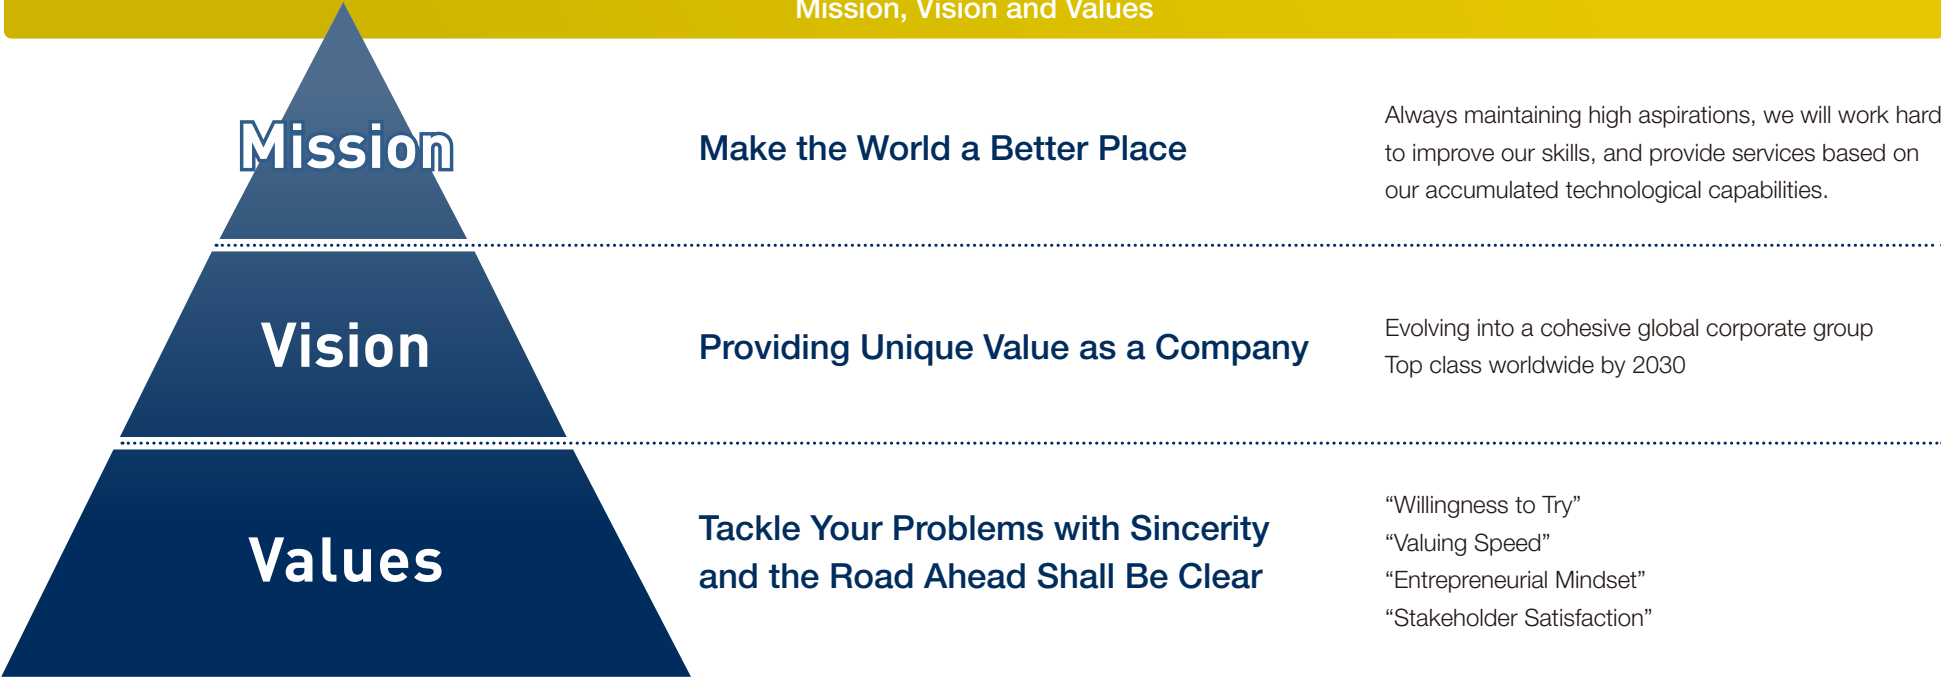 Mission, Vision and Values
Mission
Make the World a Better Place
Always maintaining high aspirations, we will work hard
to improve our skills, and provide services based on
our accumulated technological capabilities.
Vision
Providing Unique Value as a Company
Evolving into a cohesive global corporate group
Top class worldwide by 2030
Values
Tackle Your Problems with Sincerity
and the Road Ahead Shall Be Clear
“Willingness to Try”
“Valuing Speed”
“Entrepreneurial Mindset”
“Stakeholder Satisfaction”